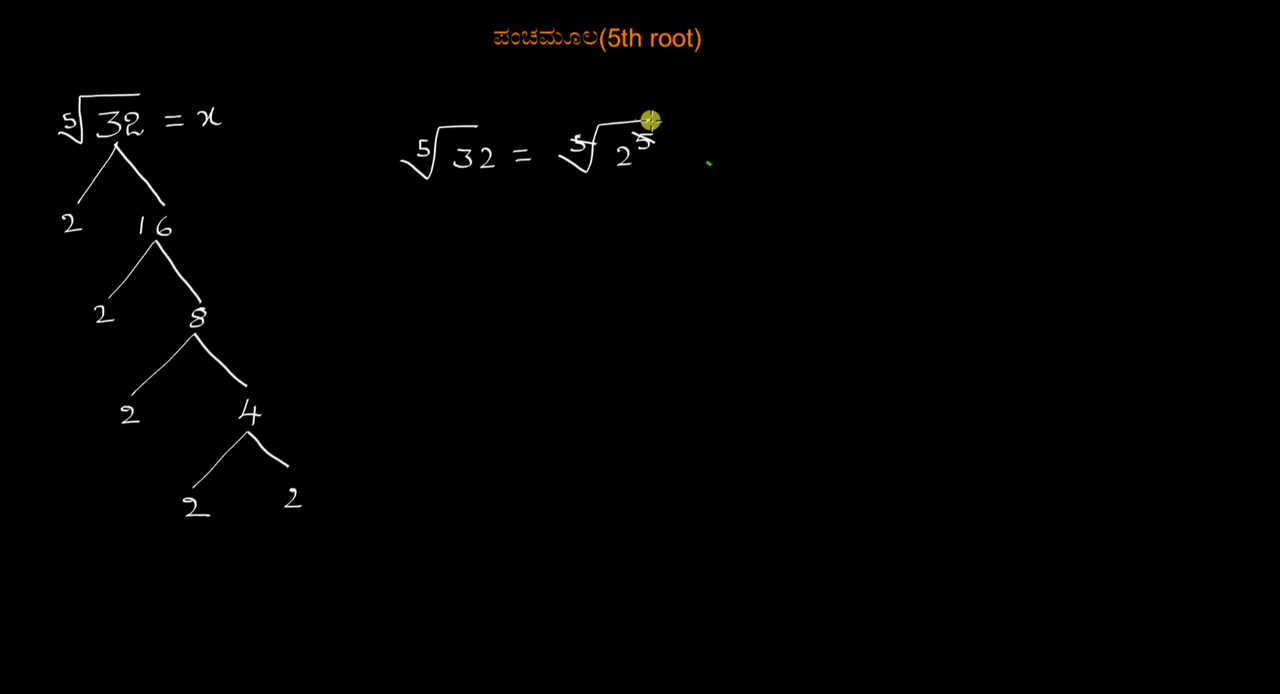 ಪಂಚಮೂಲ(5th root)
⁵√32 = x
⁵√32 = ⁵√2⁵
2 16
2 8
2 4
2 2